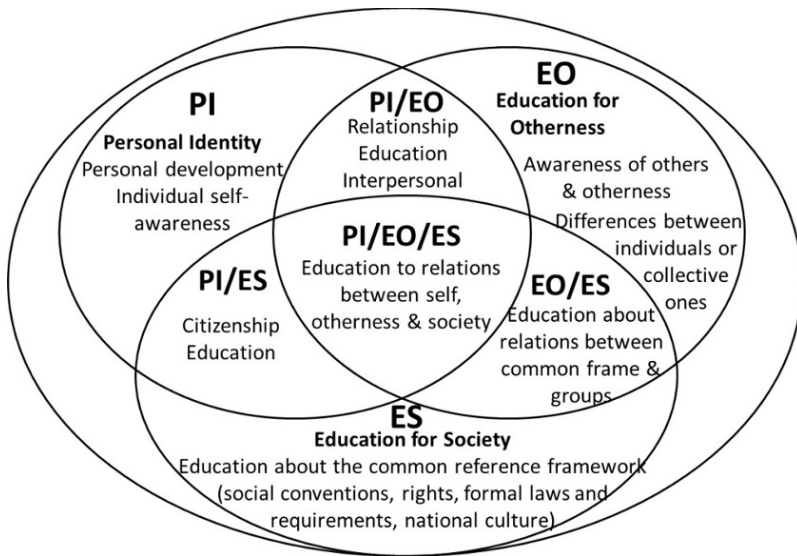 PI
Personal Identity
Personal development
Individual self-
awareness
PI/EO
Relationship
Education
Interpersonal
EO
Education for
Otherness
Awareness of others
& otherness
Differences between
individuals or
collective
ones
PI/EO/ES
Education to relations
between self,
otherness & society
PI/ES
Citizenship
Education
EO/ES
Education about
relations between
common frame &
groups
ES
Education for Society
Education about the common reference framework
(social conventions, rights, formal laws and
requirements, national culture)